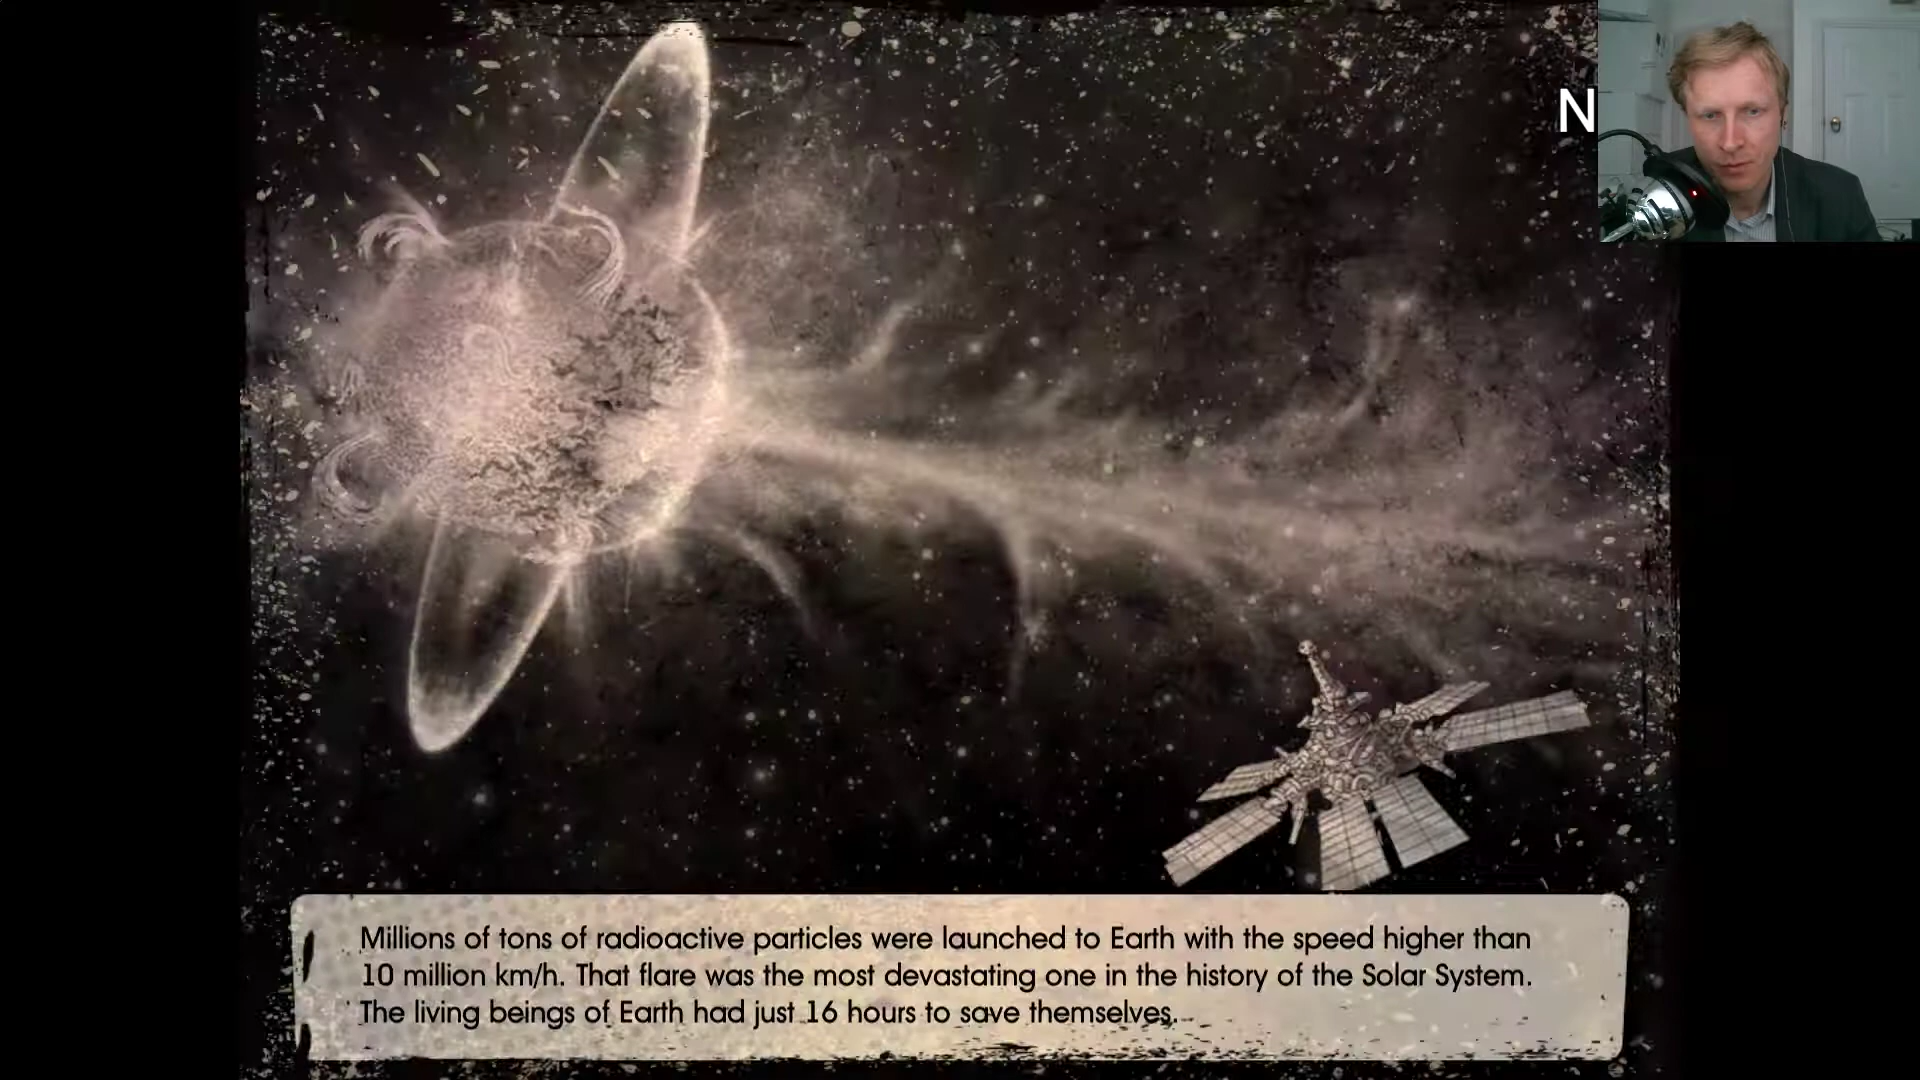 N
Millions of tons of radioactive particles were launched to Earth with the speed higher than
10 million km/h. That flare was the most devastating one in the history of the Solar System.
The living beings of Earth had just 16 hours to save themselves.